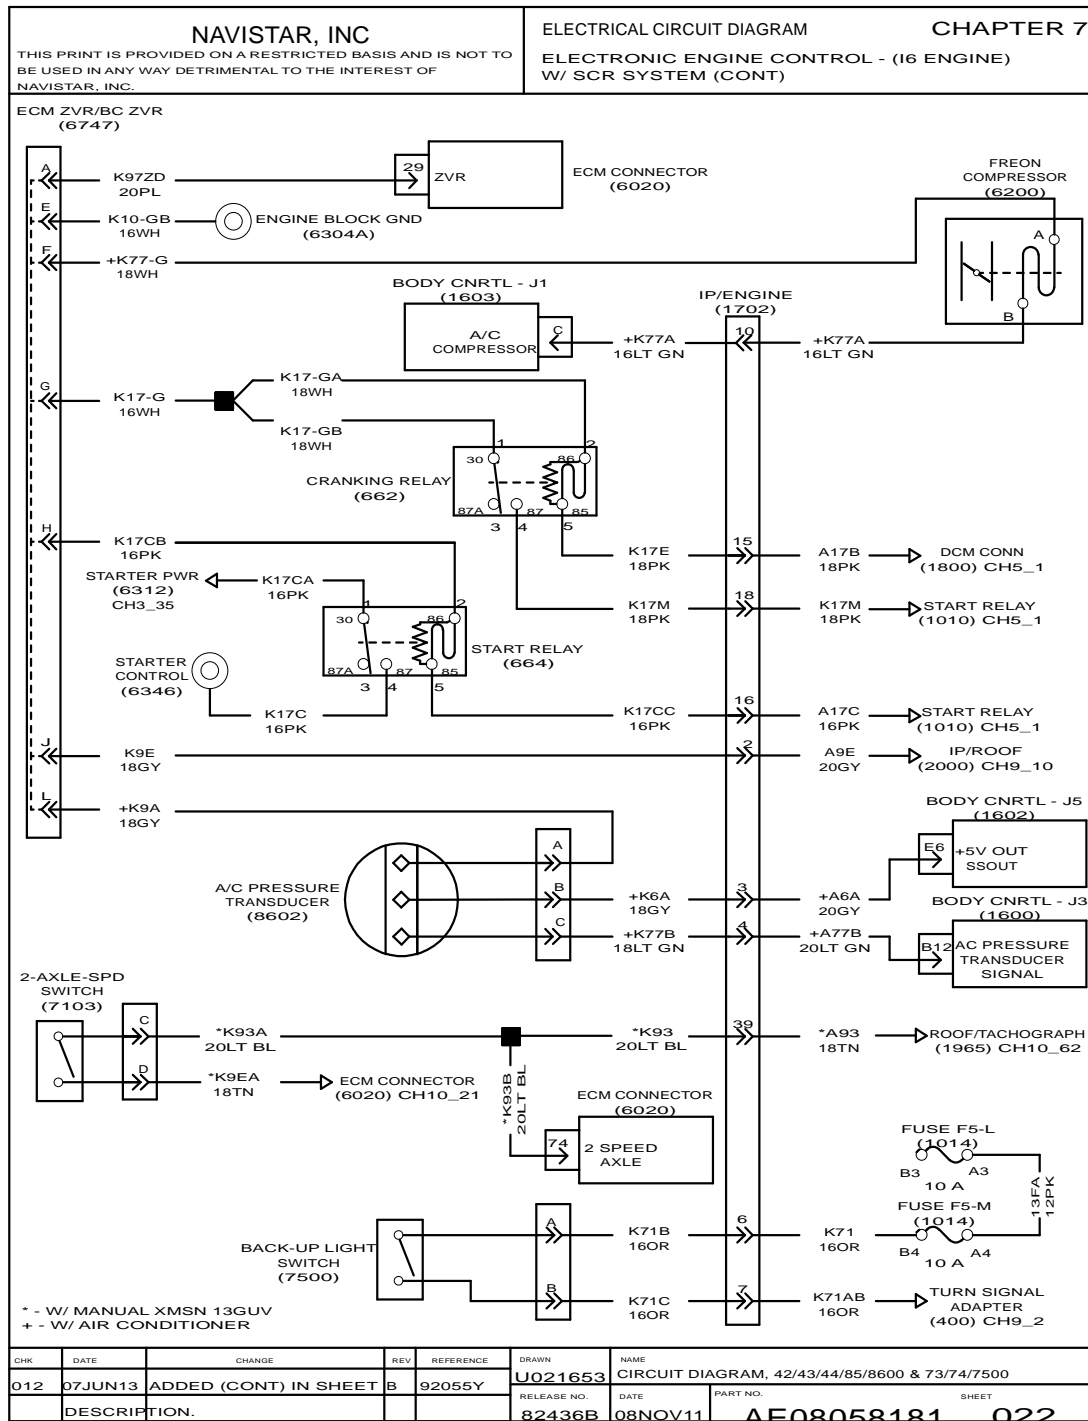 NAVISTAR, INC
THIS PRINT IS PROVIDED ON A RESTRICTED BASIS AND IS NOT TO
BE USED IN ANY WAY DETRIMENTAL TO THE INTEREST OF
NAVISTAR, INC.
ELECTRICAL CIRCUIT DIAGRAM CHAPTER 7
ELECTRONIC ENGINE CONTROL - (I6 ENGINE)
W/ SCR SYSTEM (CONT)
ECM ZVR/BC ZVR
(6747)
A
K97ZD
20PL
29
ZVR
ECM CONNECTOR
(6020)
E
K10-GB
16WH
ENGINE BLOCK GND
(6304A)
F
+K77-G
18WH
FREON
COMPRESSOR
(6200)
A
B
BODY CNRTL - J1
(1603)
A/C
COMPRESSOR
C
+K77A
16LT GN
IP/ENGINE
(1702)
10
+K77A
16LT GN
G
K17-G
16WH
K17-GA
18WH
K17-GB
18WH
1
2
30
86
CRANKING RELAY
(662)
87A
87
85
3
4
5
H
K17CB
16PK
K17E
18PK
15
A17B
18PK
DCM CONN
(1800) CH5_1
STARTER PWR
(6312)
CH3_35
K17CA
16PK
K17M
18PK
18
K17M
18PK
START RELAY
(1010) CH5_1
1
2
30
86
START RELAY
(664)
87A
87
85
3
4
5
STARTER
CONTROL
(6346)
K17C
16PK
K17CC
16PK
16
A17C
16PK
START RELAY
(1010) CH5_1
J
K9E
18GY
2
A9E
20GY
IP/ROOF
(2000) CH9_10
L
+K9A
18GY
BODY CNRTL - J5
(1602)
E6
+5V OUT
SSOUT
A/C PRESSURE
TRANSDUCER
(8602)
A
B
C
+K6A
18GY
3
+A6A
20GY
+K77B
18LT GN
4
+A77B
20LT GN
BODY CNRTL - J3
(1600)
B12
AC PRESSURE
TRANSDUCER
SIGNAL
2-AXLE-SPD
SWITCH
(7103)
C
D
*K93A
20LT BL
*K93
20LT BL
39
*A93
18TN
ROOF/TACHOGRAPH
(1965) CH10_62
*K9EA
18TN
ECM CONNECTOR
(6020) CH10_21
*K93B
20LT BL
ECM CONNECTOR
(6020)
74
2 SPEED
AXLE
FUSE F5-L
(1014)
B3
A3
10 A
13FA
12PK
FUSE F5-M
(1014)
B4
A4
10 A
BACK-UP LIGHT
SWITCH
(7500)
A
B
K71B
16OR
6
K71
16OR
K71C
16OR
7
K71AB
16OR
TURN SIGNAL
ADAPTER
(400) CH9_2
* - W/ MANUAL XMSN 13GUV
+ - W/ AIR CONDITIONER
CHK DATE CHANGE REV REFERENCE
012 07JUN13 ADDED (CONT) IN SHEET B 92055Y
DESCRIPTION.
DRAWN
U021653
NAME
CIRCUIT DIAGRAM, 42/43/44/85/8600 & 73/74/7500
RELEASE NO.
82436B
DATE
08NOV11
PART NO.
AE08058181
SHEET
022